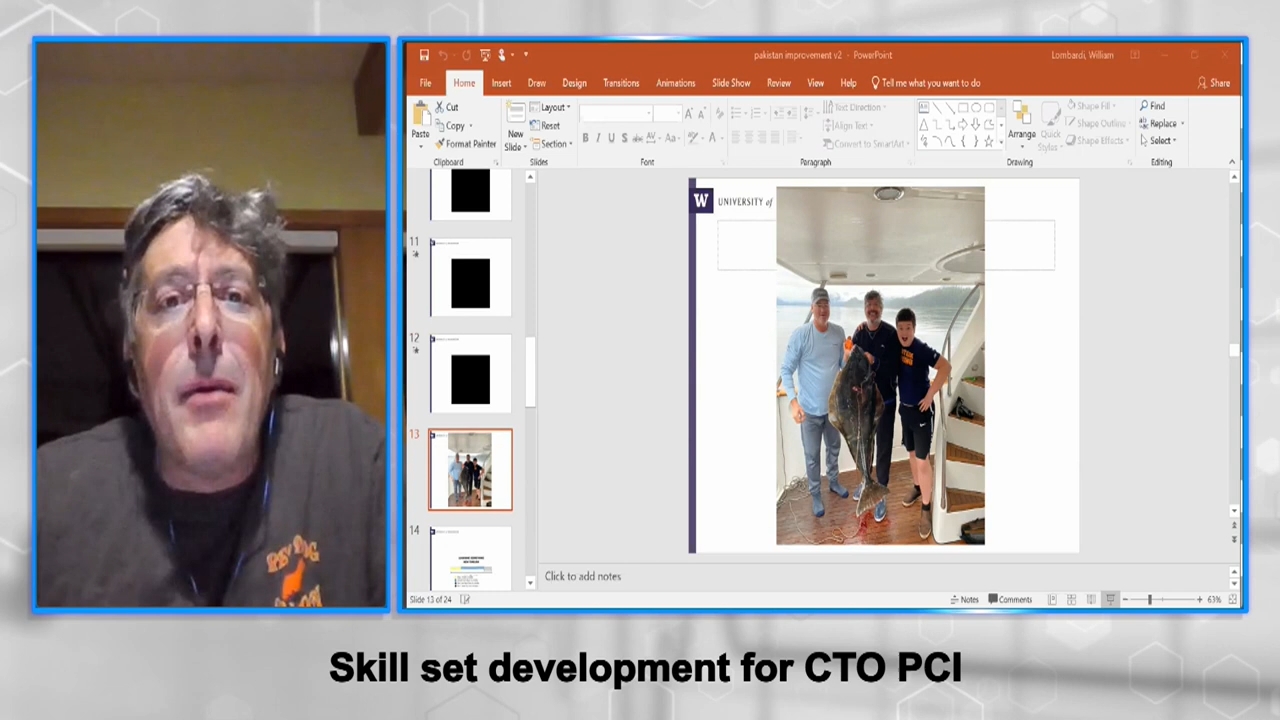 pakistan improvement v2 - PowerPoint
Lombardi, William
File Home Insert Draw Design Transitions Animations Slide Show Review View Help Tell me what you want to do Share
Paste
Cut
Copy
Format Painter
Clipboard
New Slide
Layout
Reset
Section
Slides
B I U S abc AV Aa A
Font
Text Direction
Align Text
Convert to SmartArt
Paragraph
Arrange
Quick Styles
Shape Fill
Shape Outline
Shape Effects
Drawing
Find
Replace
Select
Editing
11
12
13
14
W UNIVERSITY of
Click to add notes
Slide 13 of 24
Notes Comments 63%
Skill set development for CTO PCI